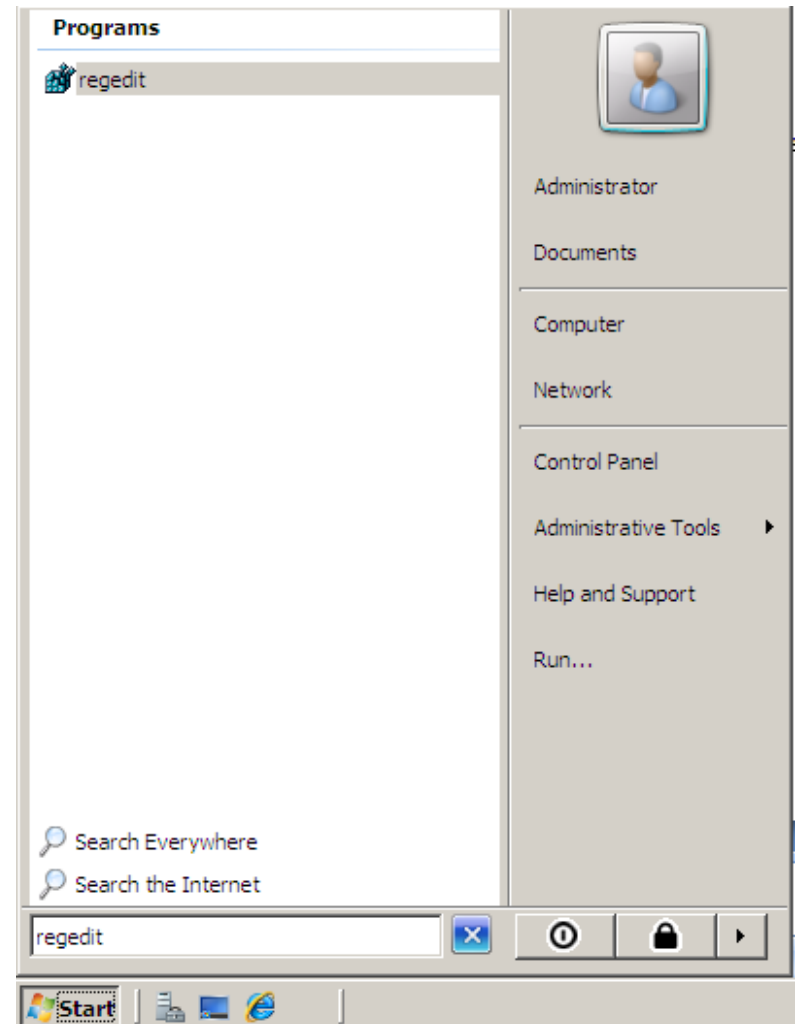 Programs
regedit
Administrator
Documents
Computer
Network
Control Panel
Administrative Tools
Help and Support
Run...
Search Everywhere
Search the Internet
regedit
Start